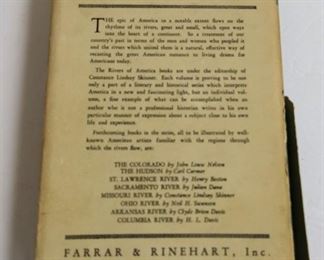 THE epic of America in a notable extent flows on the
rhythm of its rivers, great and small, which open ways
into the heart of a continent. So a treatment of our
country's past in terms of the men and women who peopled it
and the rivers which united them is a natural, effective way of
recasting the great American romance to living drama for
Americans today.
The Rivers of America books are under the editorship of
Constance Lindsay Skinner. Each volume is proving to be not
only a part of a literary and historical series which interprets
America in a new and fascinating light, but an individual vol-
ume, a fine example of what can be accomplished when an
author who is not a professional historian writes in his own
particular manner of expression about a subject close to his own
life and experience.
Forthcoming books in the series, all to be illustrated by well-
known American artists familiar with the regions through
which the rivers flow, are:
THE COLORADO by John Louw Nelson
THE HUDSON by Carl Carmer
ST. LAWRENCE RIVER by Henry Beston
SACRAMENTO RIVER by Julian Dana
MISSOURI RIVER by Constance Lindsay Skinner
OHIO RIVER by Neil H. Swanson
ARKANSAS RIVER by Clyde Brion Davis
COLUMBIA RIVER by H. L. Davis
FARRAR & RINEHART, Inc.